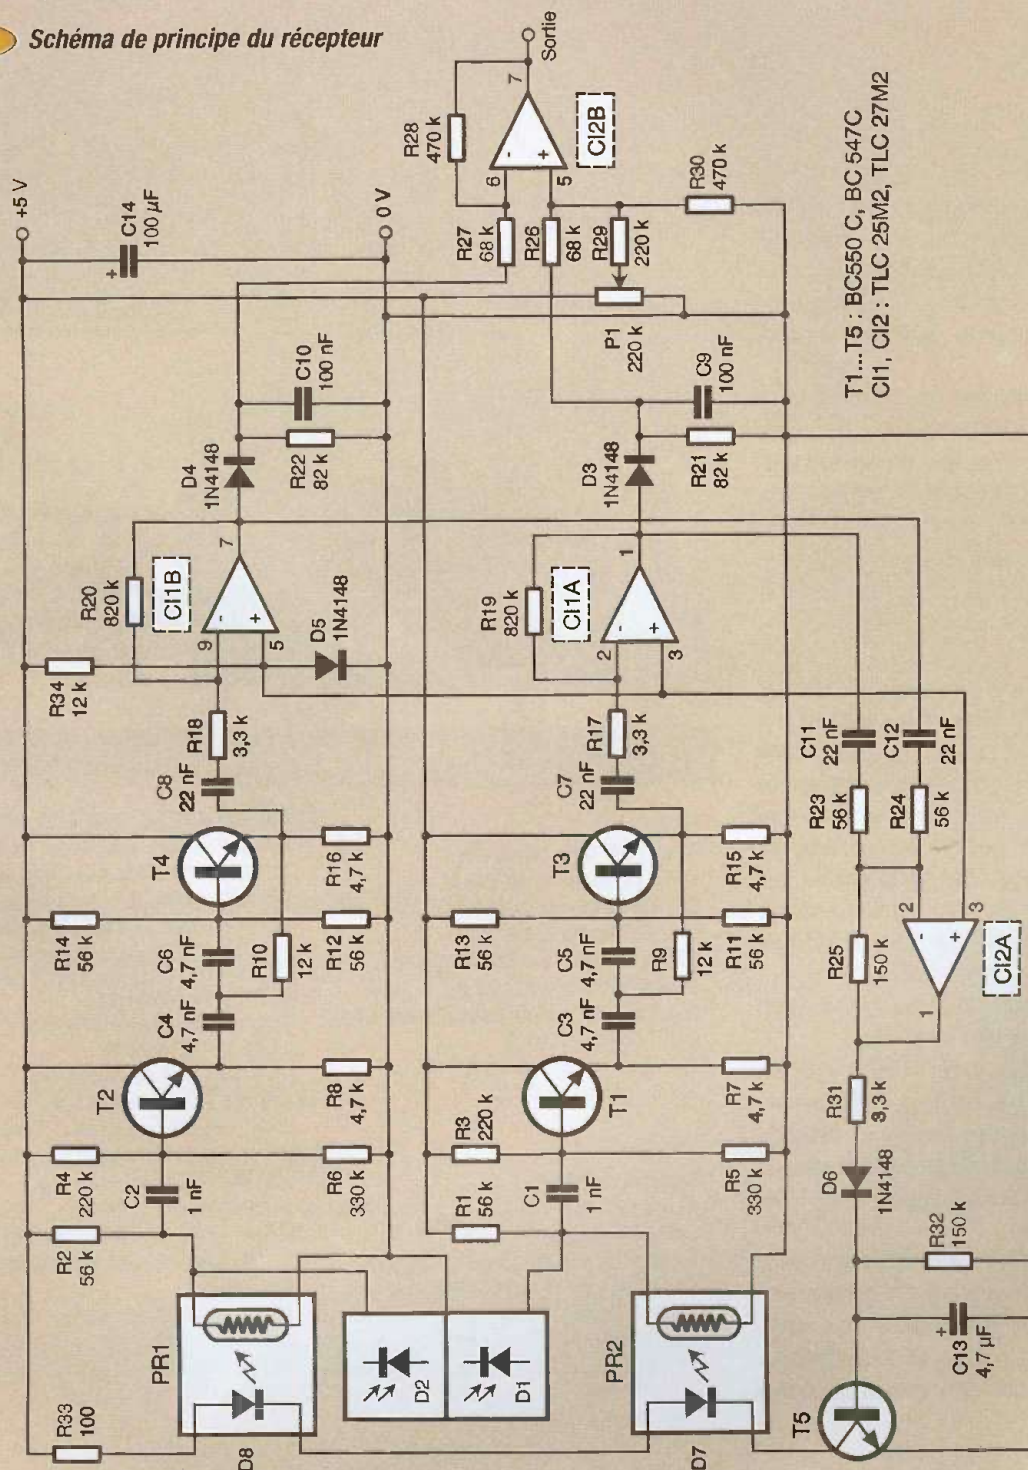 Schéma de principe du récepteur
Sortie
+5 V
C14
100 µF
+
0 V
R28
470 k
7
-
+
CI2B
6
5
R27
68 k
R26
68 k
R29
220 k
R30
470 k
P1
220 k
C10
100 nF
D4
1N4148
R22
82 k
C9
100 nF
D3
1N4148
R21
82 k
T1...T5 : BC550 C, BC 547C
CI1, CI2 : TLC 25M2, TLC 27M2
R20
820 k
CI1B
7
-
+
9
5
D5
1N4148
R34
12 k
R19
820 k
CI1A
1
-
+
2
3
R18
3,3 k
C8
22 nF
R17
3,3 k
C7
22 nF
C11
22 nF
C12
22 nF
R23
56 k
R24
56 k
T4
R16
4,7 k
T3
R15
4,7 k
R14
56 k
C6
4,7 nF
R10
12 k
R12
56 k
R13
56 k
C5
4,7 nF
R9
12 k
R11
56 k
C4
4,7 nF
C3
4,7 nF
R25
150 k
2
3
-
+
1
CI2A
T2
R8
4,7 k
T1
R7
4,7 k
R31
3,3 k
R4
220 k
C2
1 nF
R6
330 k
R3
220 k
R1
56 k
C1
1 nF
R5
330 k
D6
1N4148
R2
56 k
R32
150 k
PR1
D2
D1
PR2
+
C13
4,7 µF
R33
100
D8
D7
T5